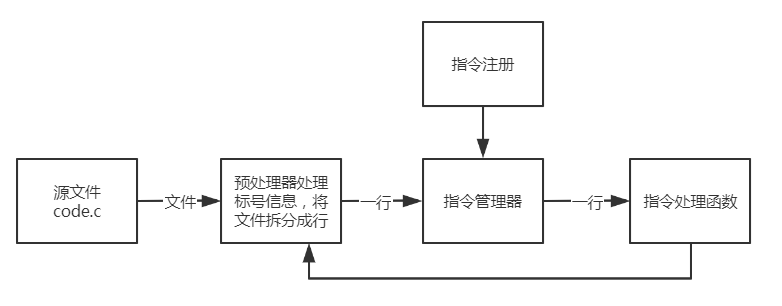 指令注册
源文件
code.c
文件
预处理器处理
标号信息，将
文件拆分成行
一行
指令管理器
一行
指令处理函数